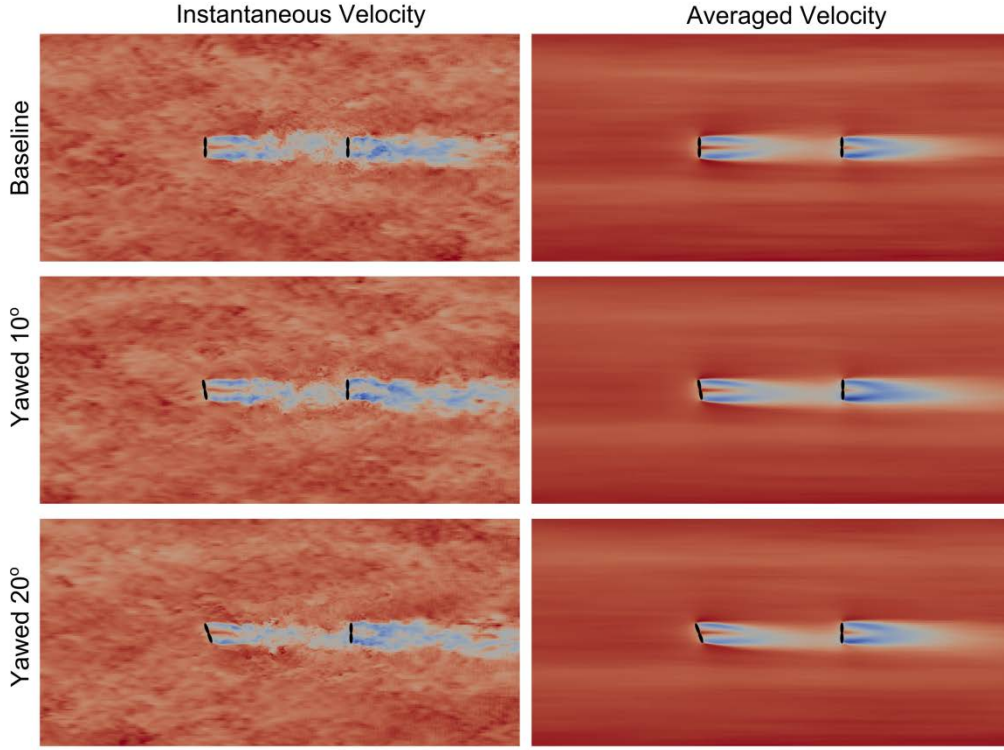 Instantaneous Velocity
Averaged Velocity
Baseline
Yawed 10°
Yawed 20°